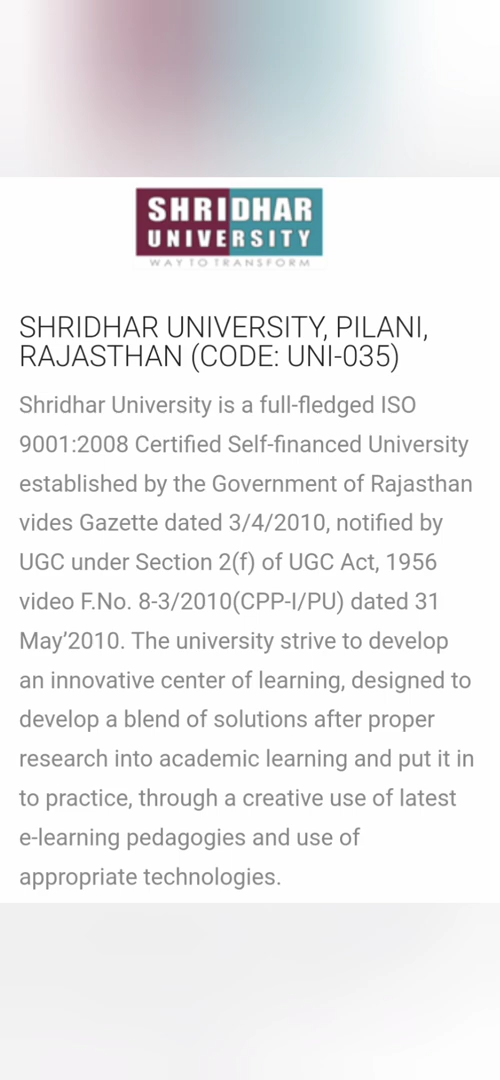 SHRIDHAR
UNIVERSITY
WAY TO TRANSFORM
SHRIDHAR UNIVERSITY, PILANI,
RAJASTHAN (CODE: UNI-035)
Shridhar University is a full-fledged ISO
9001:2008 Certified Self-financed University
established by the Government of Rajasthan
vides Gazette dated 3/4/2010, notified by
UGC under Section 2(f) of UGC Act, 1956
video F.No. 8-3/2010(CPP-I/PU) dated 31
May’2010. The university strive to develop
an innovative center of learning, designed to
develop a blend of solutions after proper
research into academic learning and put it in
to practice, through a creative use of latest
e-learning pedagogies and use of
appropriate technologies.